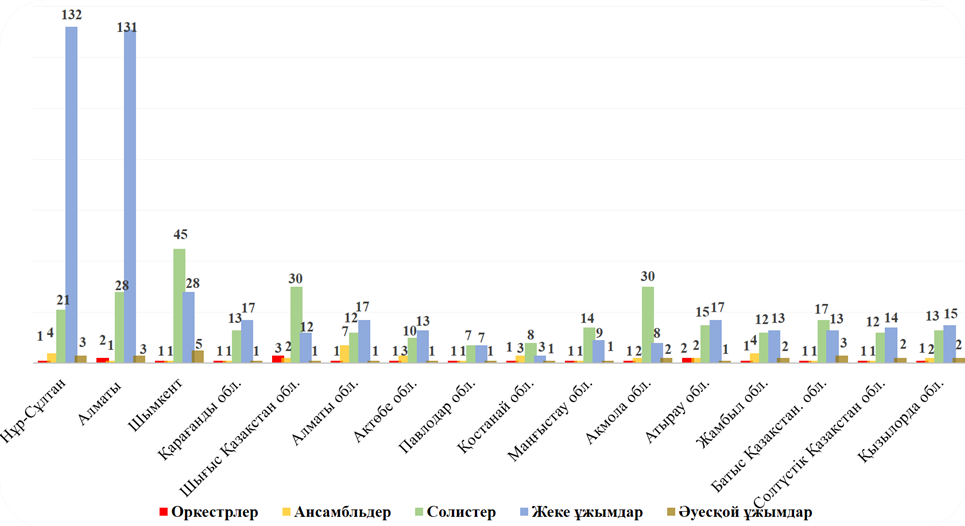 1 4 21 132 3
2 1 28 131 3
1 1 45 28 5
1 1 13 17 1
3 2 30 12 1
1 7 12 17 1
1 3 10 13 1
1 1 7 7 1
1 3 8 3 1
1 1 14 9 1
1 2 30 8 2
2 2 15 17 1
1 4 12 13 2
1 1 17 13 3
1 1 12 14 2
1 2 13 15 2
Нұр-Сұлтан
Алматы
Шымкент
Қарағанды обл.
Шығыс Қазақстан обл.
Алматы обл.
Ақтөбе обл.
Павлодар обл.
Қостанай обл.
Маңғыстау обл.
Ақмола обл.
Атырау обл.
Жамбыл обл.
Батыс Қазақстан. обл.
Солтүстік Қазақстан обл.
Қызылорда обл.
Оркестрлер Ансамбльдер Солистер Жеке ұжымдар Әуесқой ұжымдар